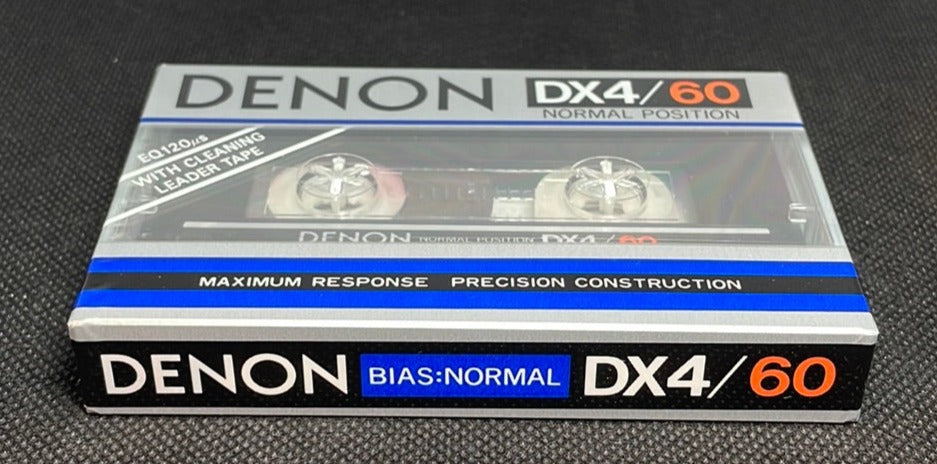 DENON DX4/60
NORMAL POSITION
EQ120μs
WITH CLEANING
LEADER TAPE
DENON NORMAL POSITION DX4/60
MAXIMUM RESPONSE PRECISION CONSTRUCTION
DENON BIAS:NORMAL DX4/60